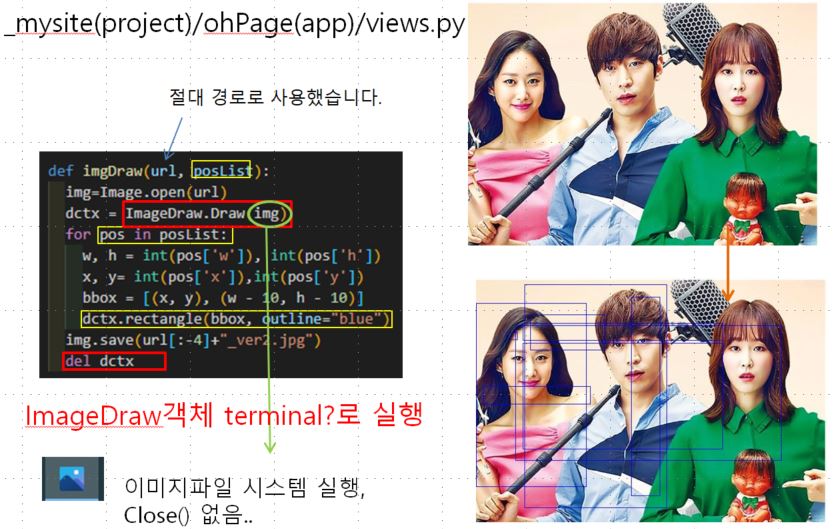 _mysite(project)/ohPage(app)/views.py
절대 경로로 사용했습니다.
def imgDraw(url, posList):
img=Image.open(url)
dctx = ImageDraw.Draw(img)
for pos in posList:
w, h = int(pos['w']), int(pos['h'])
x, y= int(pos['x']),int(pos['y'])
bbox = [(x, y), (w - 10, h - 10)]
dctx.rectangle(bbox, outline="blue")
img.save(url[:-4]+"_ver2.jpg")
del dctx
ImageDraw객체 terminal?로 실행
이미지파일 시스템 실행,
Close() 없음..